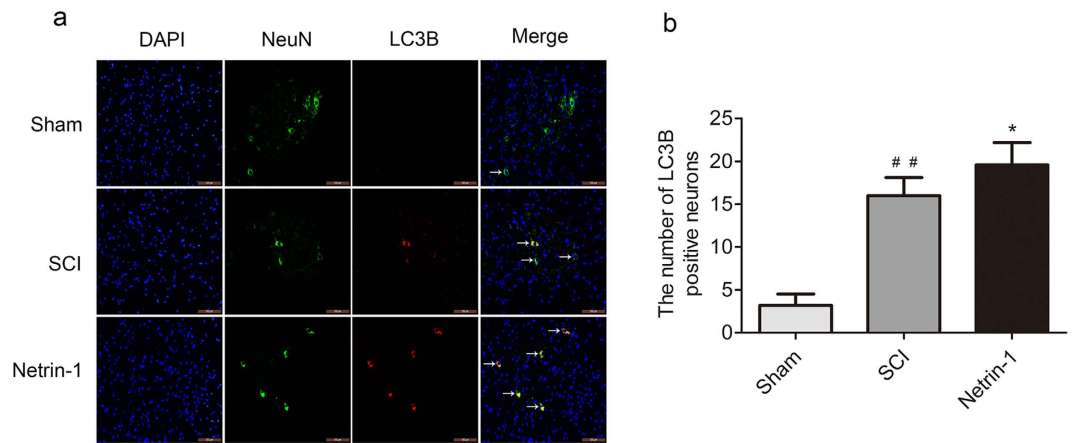 a
DAPI NeuN LC3B Merge
Sham
SCI
Netrin-1
b
The number of LC3B
positive neurons
25
20
15
10
5
0
# #
*
Sham SCI Netrin-1